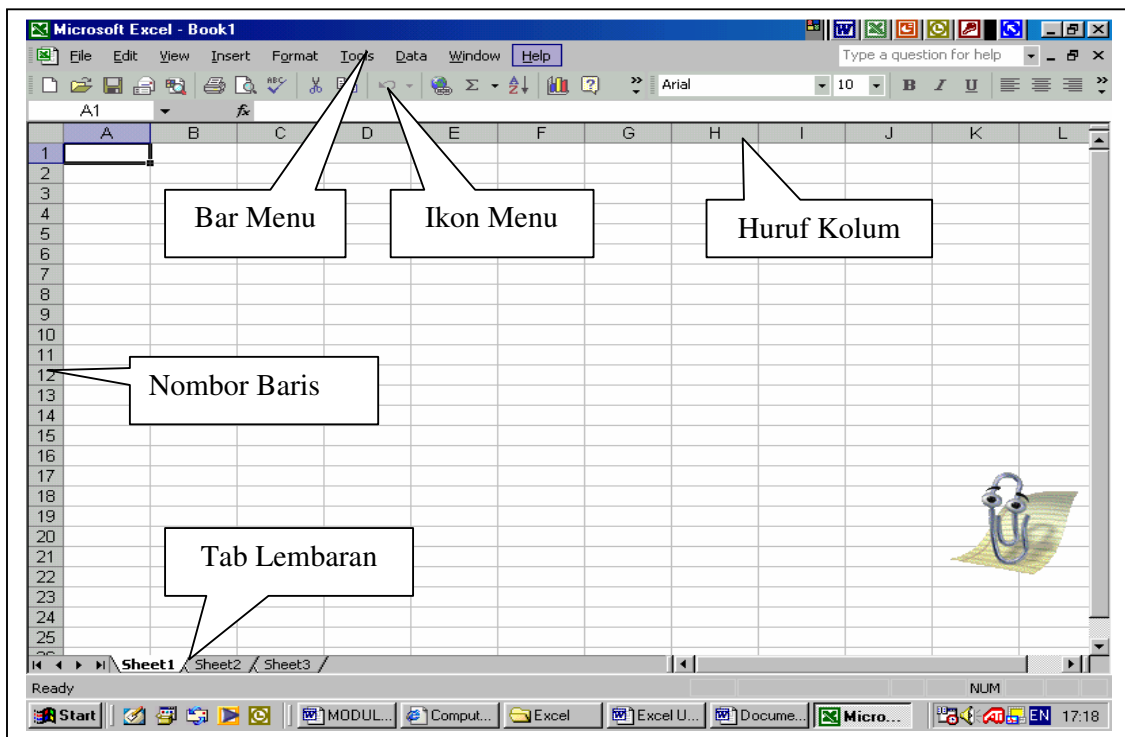 Microsoft Excel - Book1
File Edit View Insert Format Tools Data Window Help Type a question for help
Arial 10 B I U
A1 fx
A B C D E F G H I J K L
1
2
3
4
5
6
7
8
9
10
11
12
13
14
15
16
17
18
19
20
21
22
23
24
25
Bar Menu
Ikon Menu
Huruf Kolum
Nombor Baris
Tab Lembaran
Sheet1 Sheet2 Sheet3
Ready NUM
Start MODUL... Comput... Excel Excel U... Docume... Micro... EN 17:18